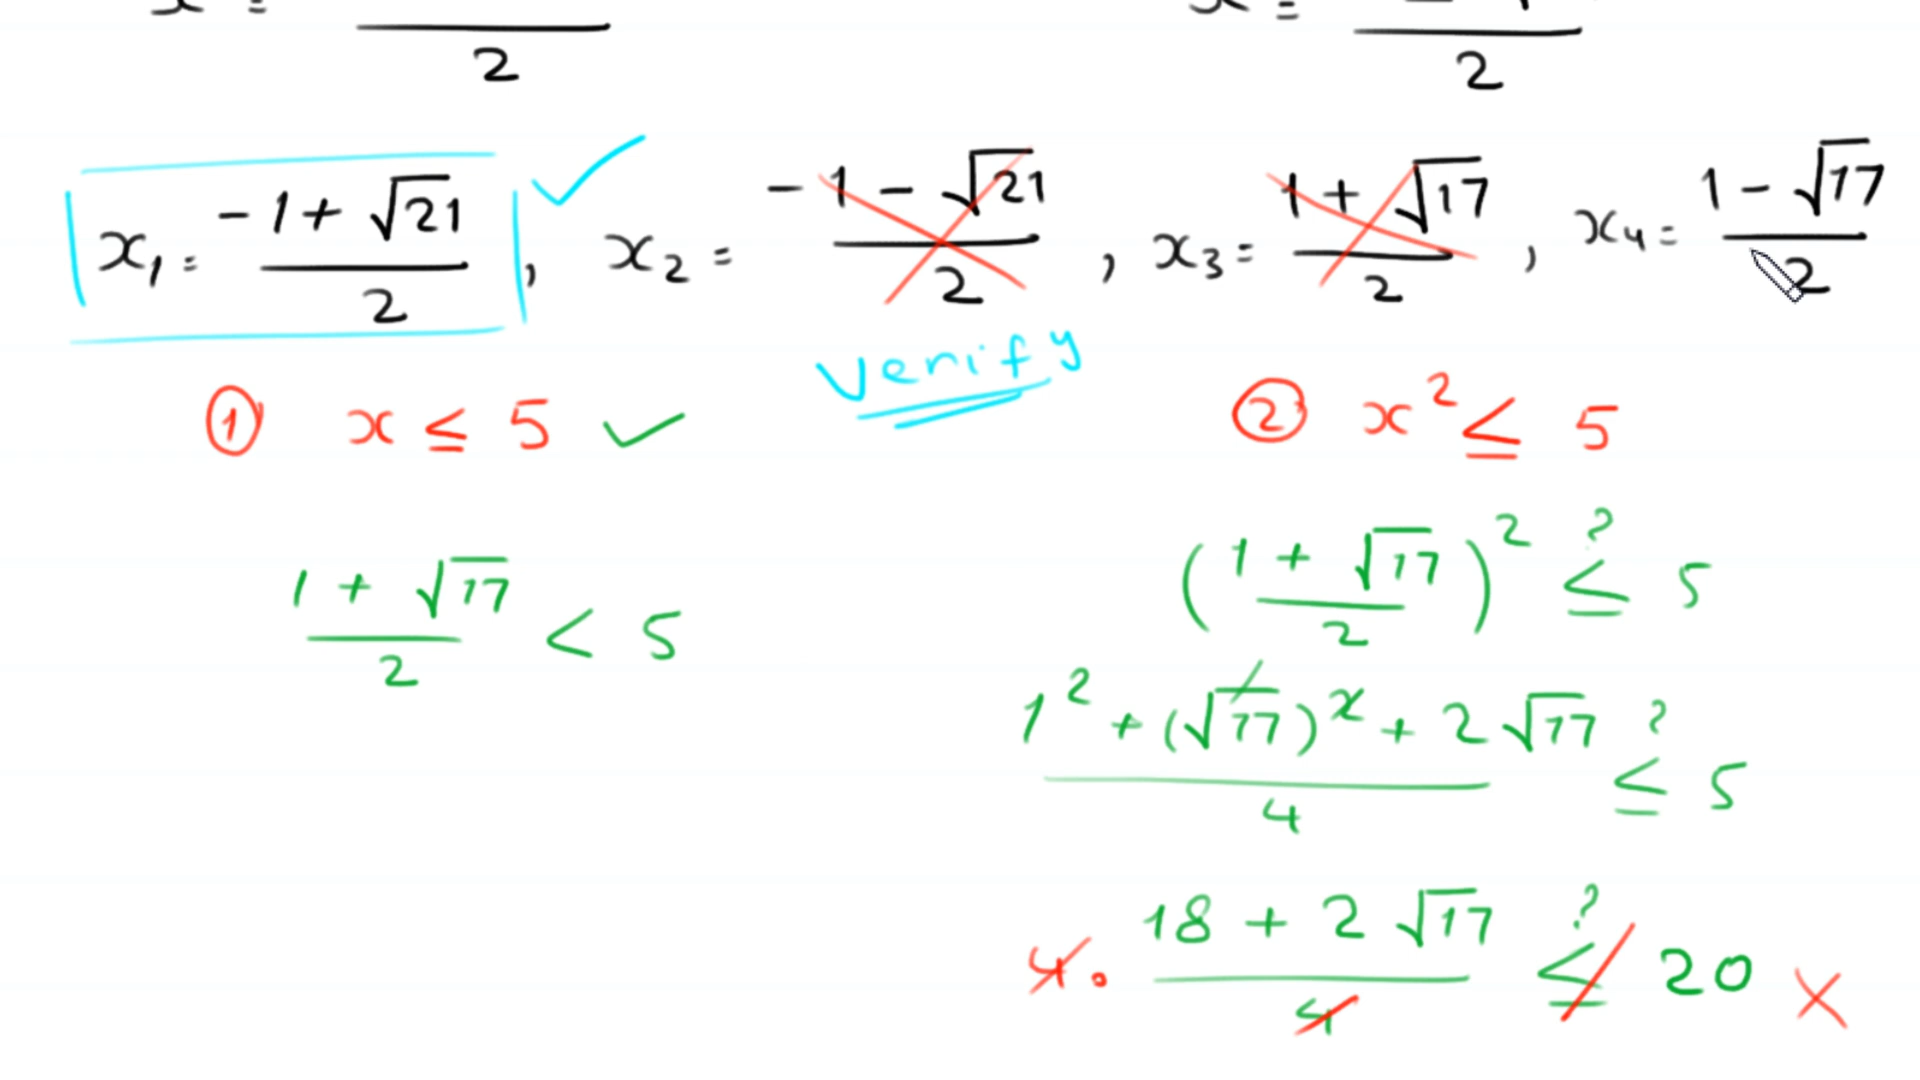 x = 2
x = 2
x₁ = (-1 + √21)/2 , x₂ = (-1 - √21)/2 , x₃ = (1 + √17)/2 , x₄ = (1 - √17)/2
verify
① x ≤ 5 ✓
② x² ≤ 5
(1 + √17)/2 < 5
((1 + √17)/2)² ≤? 5
(1² + (√17)² + 2√17)/4 ≤? 5
4 · (18 + 2√17)/4 ≤? 20 ✗